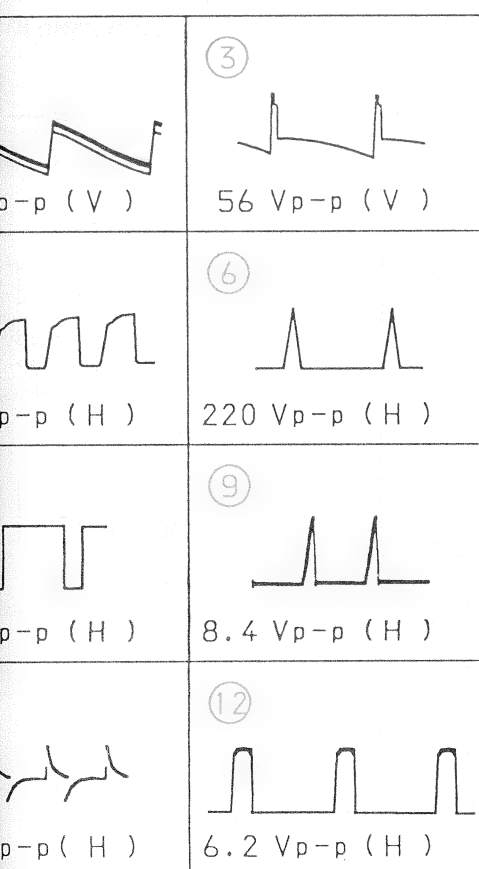 ③
p-p ( V )
56 Vp-p ( V )
⑥
p-p ( H )
220 Vp-p ( H )
⑨
p-p ( H )
8.4 Vp-p ( H )
⑫
p-p( H )
6.2 Vp-p ( H )